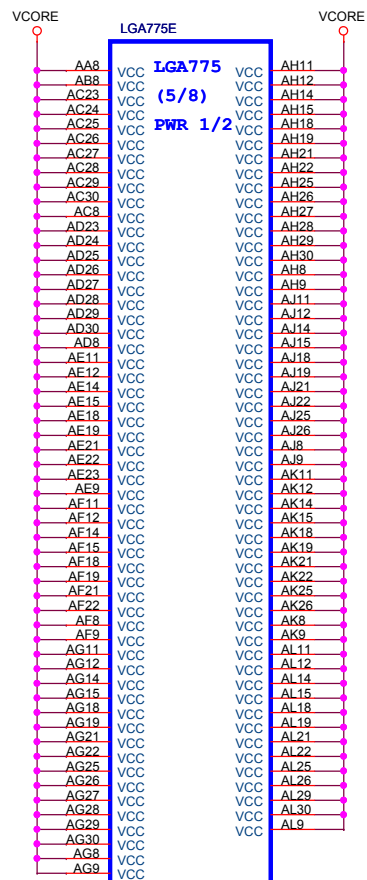 VCORE VCORE
LGA775E
LGA775
(5/8)
PWR 1/2
AA8 VCC VCC AH11
AB8 VCC VCC AH12
AC23 VCC VCC AH14
AC24 VCC VCC AH15
AC25 VCC VCC AH18
AC26 VCC VCC AH19
AC27 VCC VCC AH21
AC28 VCC VCC AH22
AC29 VCC VCC AH25
AC30 VCC VCC AH26
AC8 VCC VCC AH27
AD23 VCC VCC AH28
AD24 VCC VCC AH29
AD25 VCC VCC AH30
AD26 VCC VCC AH8
AD27 VCC VCC AH9
AD28 VCC VCC AJ11
AD29 VCC VCC AJ12
AD30 VCC VCC AJ14
AD8 VCC VCC AJ15
AE11 VCC VCC AJ18
AE12 VCC VCC AJ19
AE14 VCC VCC AJ21
AE15 VCC VCC AJ22
AE18 VCC VCC AJ25
AE19 VCC VCC AJ26
AE21 VCC VCC AJ8
AE22 VCC VCC AJ9
AE23 VCC VCC AK11
AE9 VCC VCC AK12
AF11 VCC VCC AK14
AF12 VCC VCC AK15
AF14 VCC VCC AK18
AF15 VCC VCC AK19
AF18 VCC VCC AK21
AF19 VCC VCC AK22
AF21 VCC VCC AK25
AF22 VCC VCC AK26
AF8 VCC VCC AK8
AF9 VCC VCC AK9
AG11 VCC VCC AL11
AG12 VCC VCC AL12
AG14 VCC VCC AL14
AG15 VCC VCC AL15
AG18 VCC VCC AL18
AG19 VCC VCC AL19
AG21 VCC VCC AL21
AG22 VCC VCC AL22
AG25 VCC VCC AL25
AG26 VCC VCC AL26
AG27 VCC VCC AL29
AG28 VCC VCC AL30
AG29 VCC VCC AL9
AG30 VCC
AG8 VCC
AG9 VCC